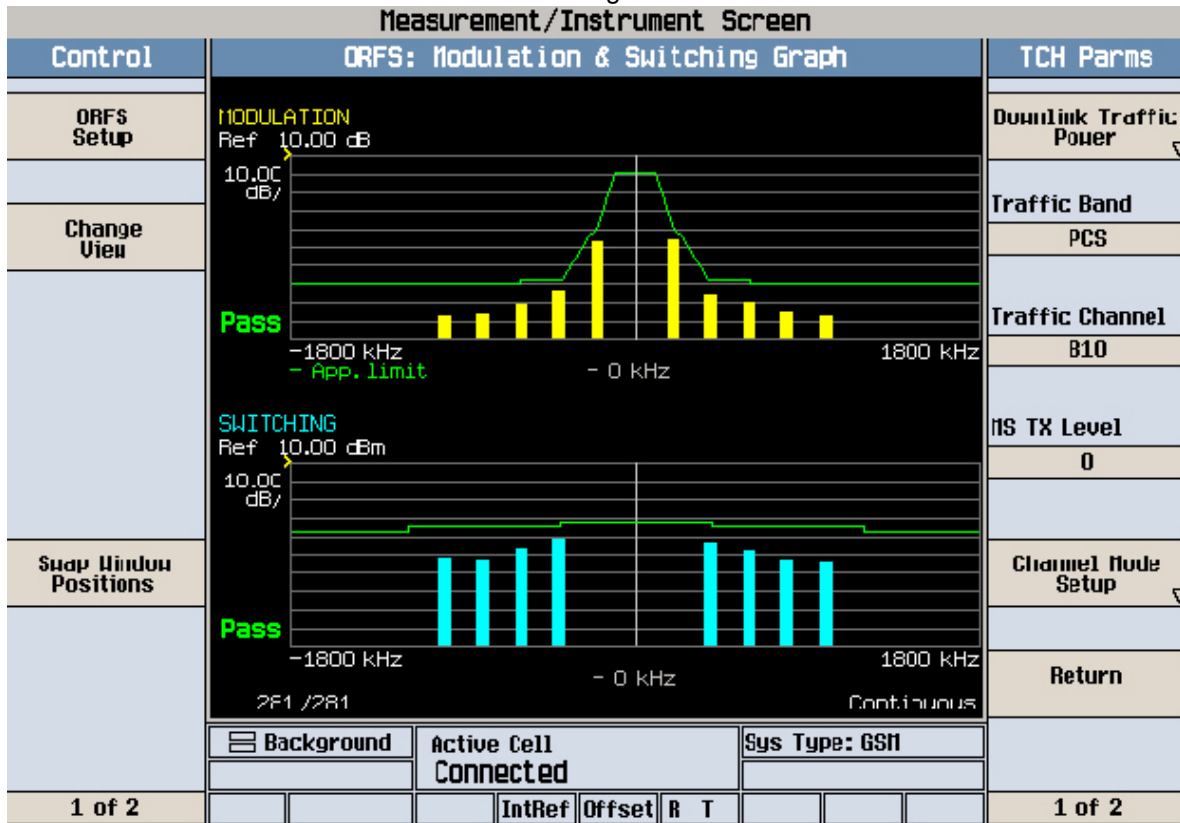 Measurement/Instrument Screen
Control
ORFS: Modulation & Switching Graph
TCH Parms
ORFS
Setup
Change
View
Swap Window
Positions
1 of 2
MODULATION
Ref 10.00 dB
10.00
dB/
Pass
-1800 kHz
1800 kHz
- App. limit
- 0 kHz
SWITCHING
Ref 10.00 dBm
10.00
dB/
Pass
-1800 kHz
1800 kHz
- 0 kHz
281 /281
Continuous
Background
Active Cell
Connected
Sys Type: GSM
IntRef
Offset
R T
Downlink Traffic
Power
Traffic Band
PCS
Traffic Channel
810
MS TX Level
0
Channel Mode
Setup
Return
1 of 2